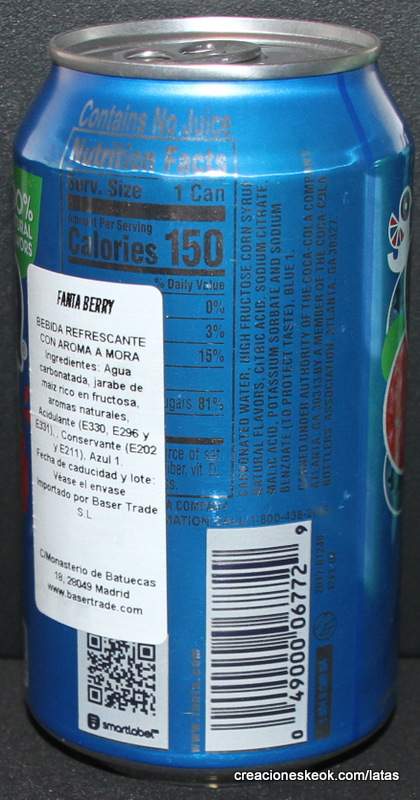 Contains No Juice
Nutrition Facts
Serv. Size 1 Can
Amount Per Serving
Calories 150
% Daily Value
0%
3%
15%
81%
FANTA BERRY
BEBIDA REFRESCANTE
CON AROMA A MORA
Ingredientes: Agua
carbonatada, jarabe de
maíz rico en fructosa,
aromas naturales,
Acidulante (E330, E296 y
E331), , Conservante (E202
y E211), Azul 1.
Fecha de caducidad y lote:
Véase el envase
Importado por Baser Trade
S.L
C/Monasterio de Batuecas
18, 28049 Madrid
www.basertrade.com
CARBONATED WATER, HIGH FRUCTOSE CORN SYRUP,
NATURAL FLAVORS, CITRIC ACID, SODIUM CITRATE,
MALIC ACID, POTASSIUM SORBATE AND SODIUM
BENZOATE (TO PROTECT TASTE), BLUE 1.
CANNED UNDER AUTHORITY OF THE COCA-COLA COMPANY,
ATLANTA, GA 30313 BY A MEMBER OF THE COCA-COLA
BOTTLERS' ASSOCIATION, ATLANTA, GA 30327.
0 49000 06772 9
smartlabel™
creacioneskeok.com/latas